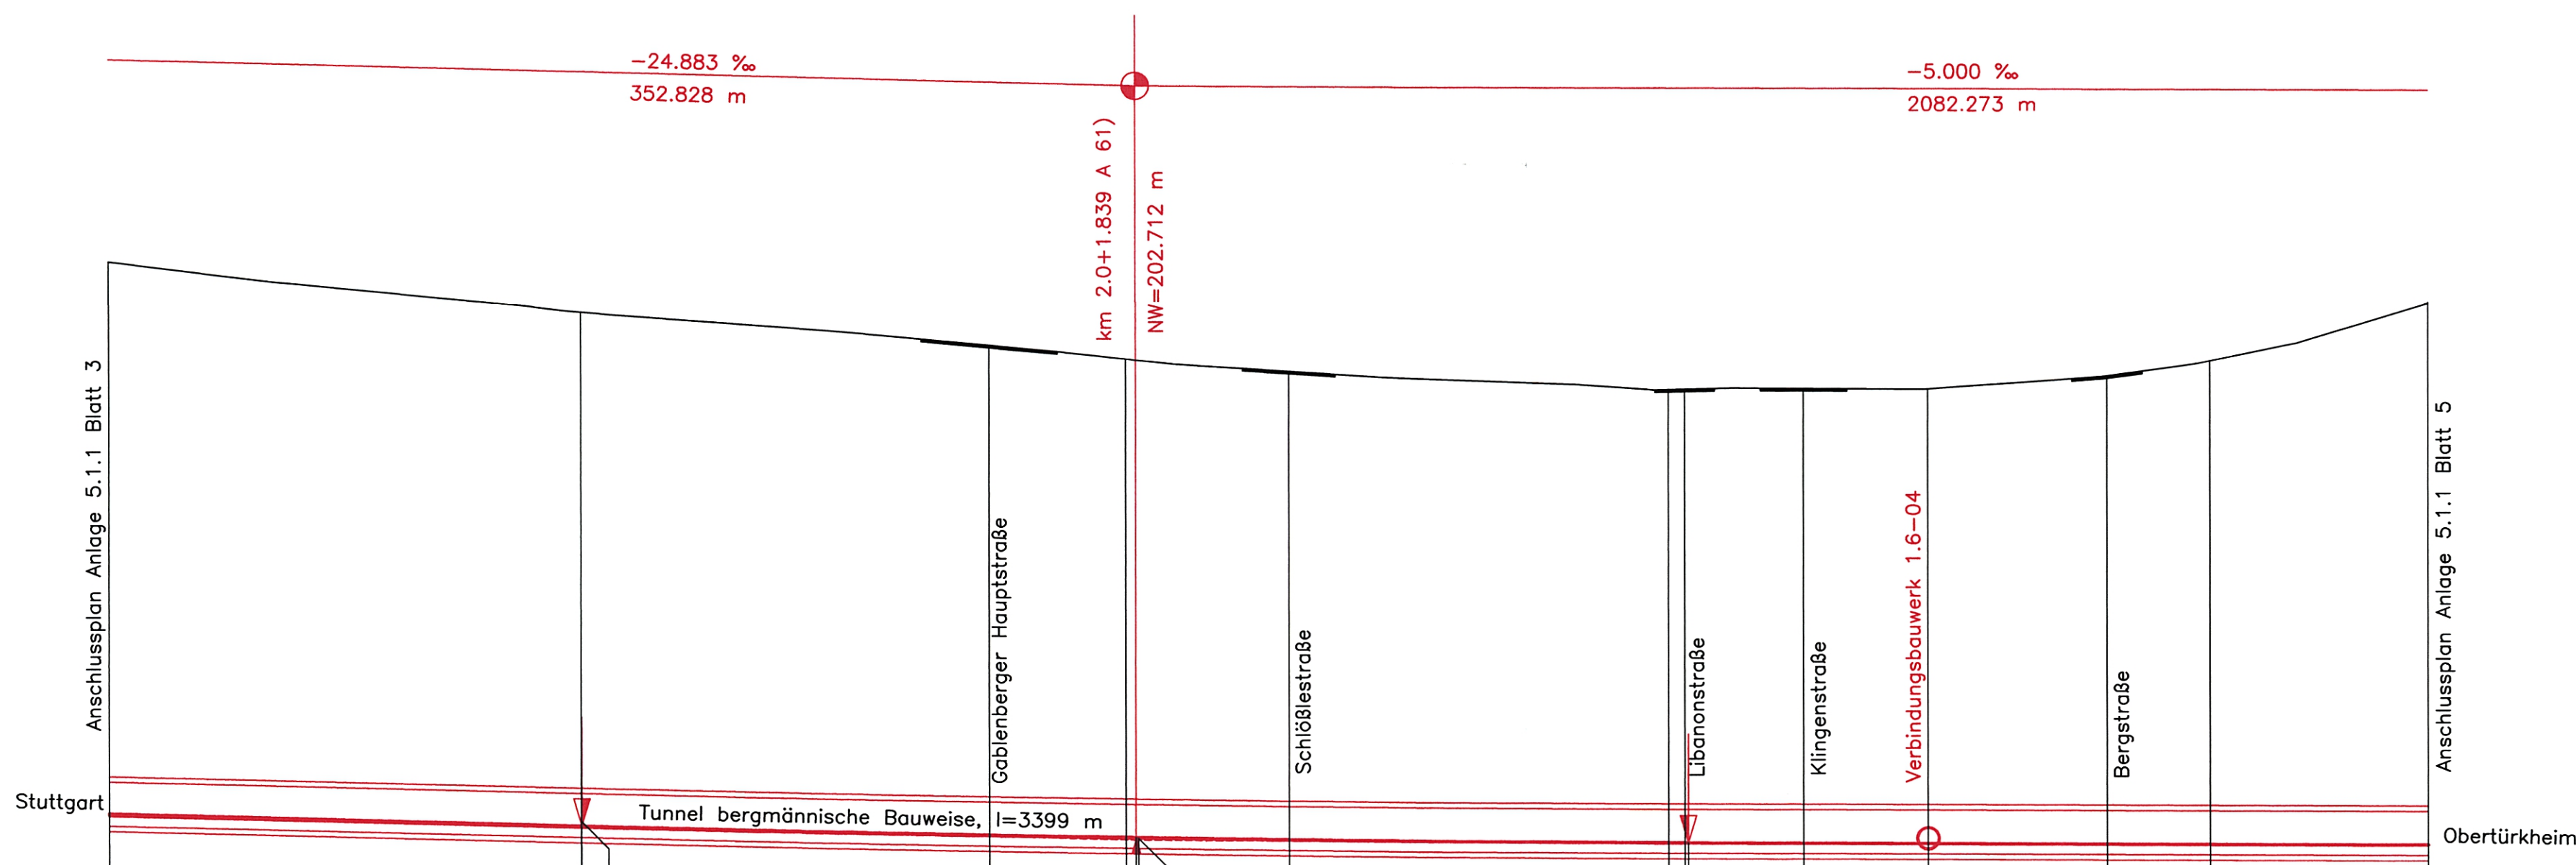 −24.883 ‰
352.828 m
−5.000 ‰
2082.273 m
km 2.0+1.839 A 61)
NW=202.712 m
Anschlussplan Anlage 5.1.1 Blatt 3
Gablenberger Hauptstraße
Schlößlestraße
Libanonstraße
Klingenstraße
Verbindungsbauwerk 1.6−04
Bergstraße
Anschlussplan Anlage 5.1.1 Blatt 5
Stuttgart
Tunnel bergmännische Bauweise, l=3399 m
Obertürkheim